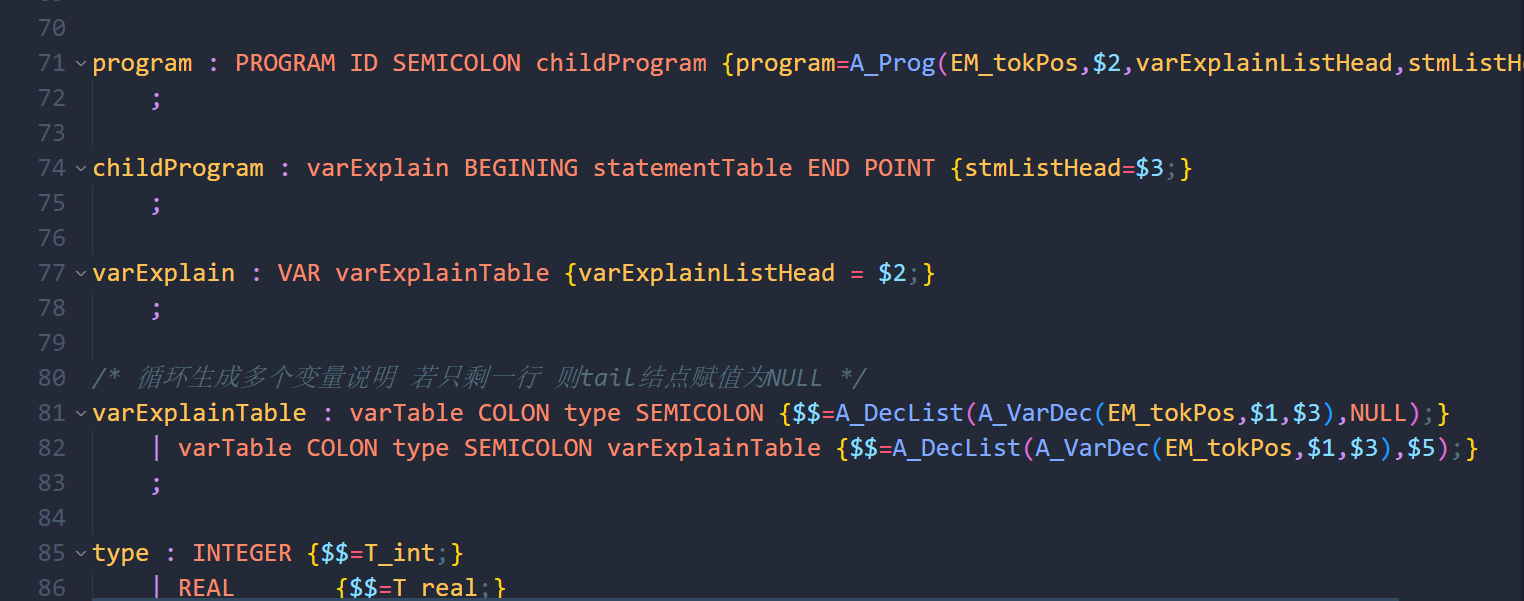 70
71 program : PROGRAM ID SEMICOLON childProgram {program=A_Prog(EM_tokPos,$2,varExplainListHead,stmListH
72 ;
73
74 childProgram : varExplain BEGINING statementTable END POINT {stmListHead=$3;}
75 ;
76
77 varExplain : VAR varExplainTable {varExplainListHead = $2;}
78 ;
79
80 /* 循环生成多个变量说明 若只剩一行 则tail结点赋值为NULL */
81 varExplainTable : varTable COLON type SEMICOLON {$$=A_DecList(A_VarDec(EM_tokPos,$1,$3),NULL);}
82 | varTable COLON type SEMICOLON varExplainTable {$$=A_DecList(A_VarDec(EM_tokPos,$1,$3),$5);}
83 ;
84
85 type : INTEGER {$$=T_int;}
86 | REAL {$$=T_real;}